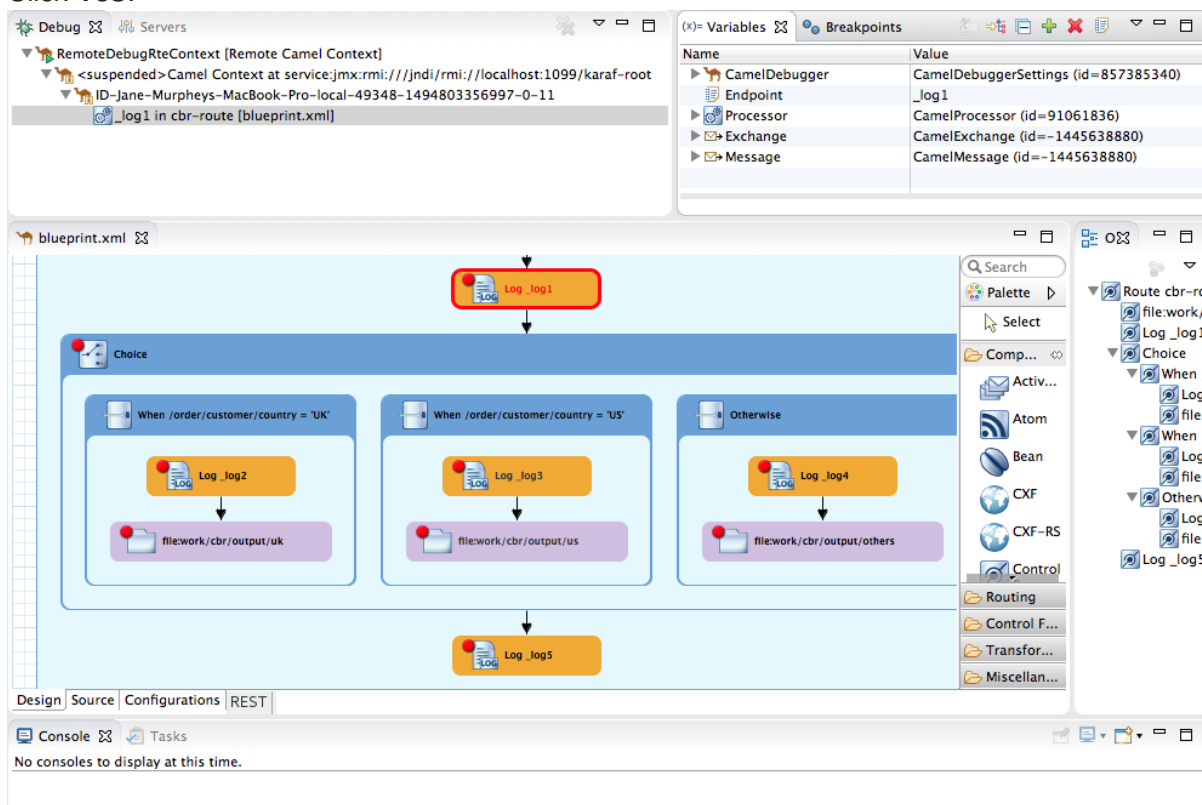 Click Yes.
Debug Servers
RemoteDebugRteContext [Remote Camel Context]
<suspended>Camel Context at service:jmx:rmi:///jndi/rmi://localhost:1099/karaf-root
ID-Jane-Murpheys-MacBook-Pro-local-49348-1494803356997-0-11
_log1 in cbr-route [blueprint.xml]
(x)= Variables Breakpoints
Name Value
CamelDebugger CamelDebuggerSettings (id=857385340)
Endpoint _log1
Processor CamelProcessor (id=91061836)
Exchange CamelExchange (id=-1445638880)
Message CamelMessage (id=-1445638880)
blueprint.xml
Log _log1
Choice
When /order/customer/country = 'UK'
Log _log2
file:work/cbr/output/uk
When /order/customer/country = 'US'
Log _log3
file:work/cbr/output/us
Otherwise
Log _log4
file:work/cbr/output/others
Log _log5
Design Source Configurations REST
Search
Palette
Select
Comp...
Activ...
Atom
Bean
CXF
CXF-RS
Control
Routing
Control F...
Transfor...
Miscellan...
O
Route cbr-ro
file:work/
Log _log1
Choice
When
Log
file
When
Log
file
Otherw
Log
file
Log _log5
Console Tasks
No consoles to display at this time.